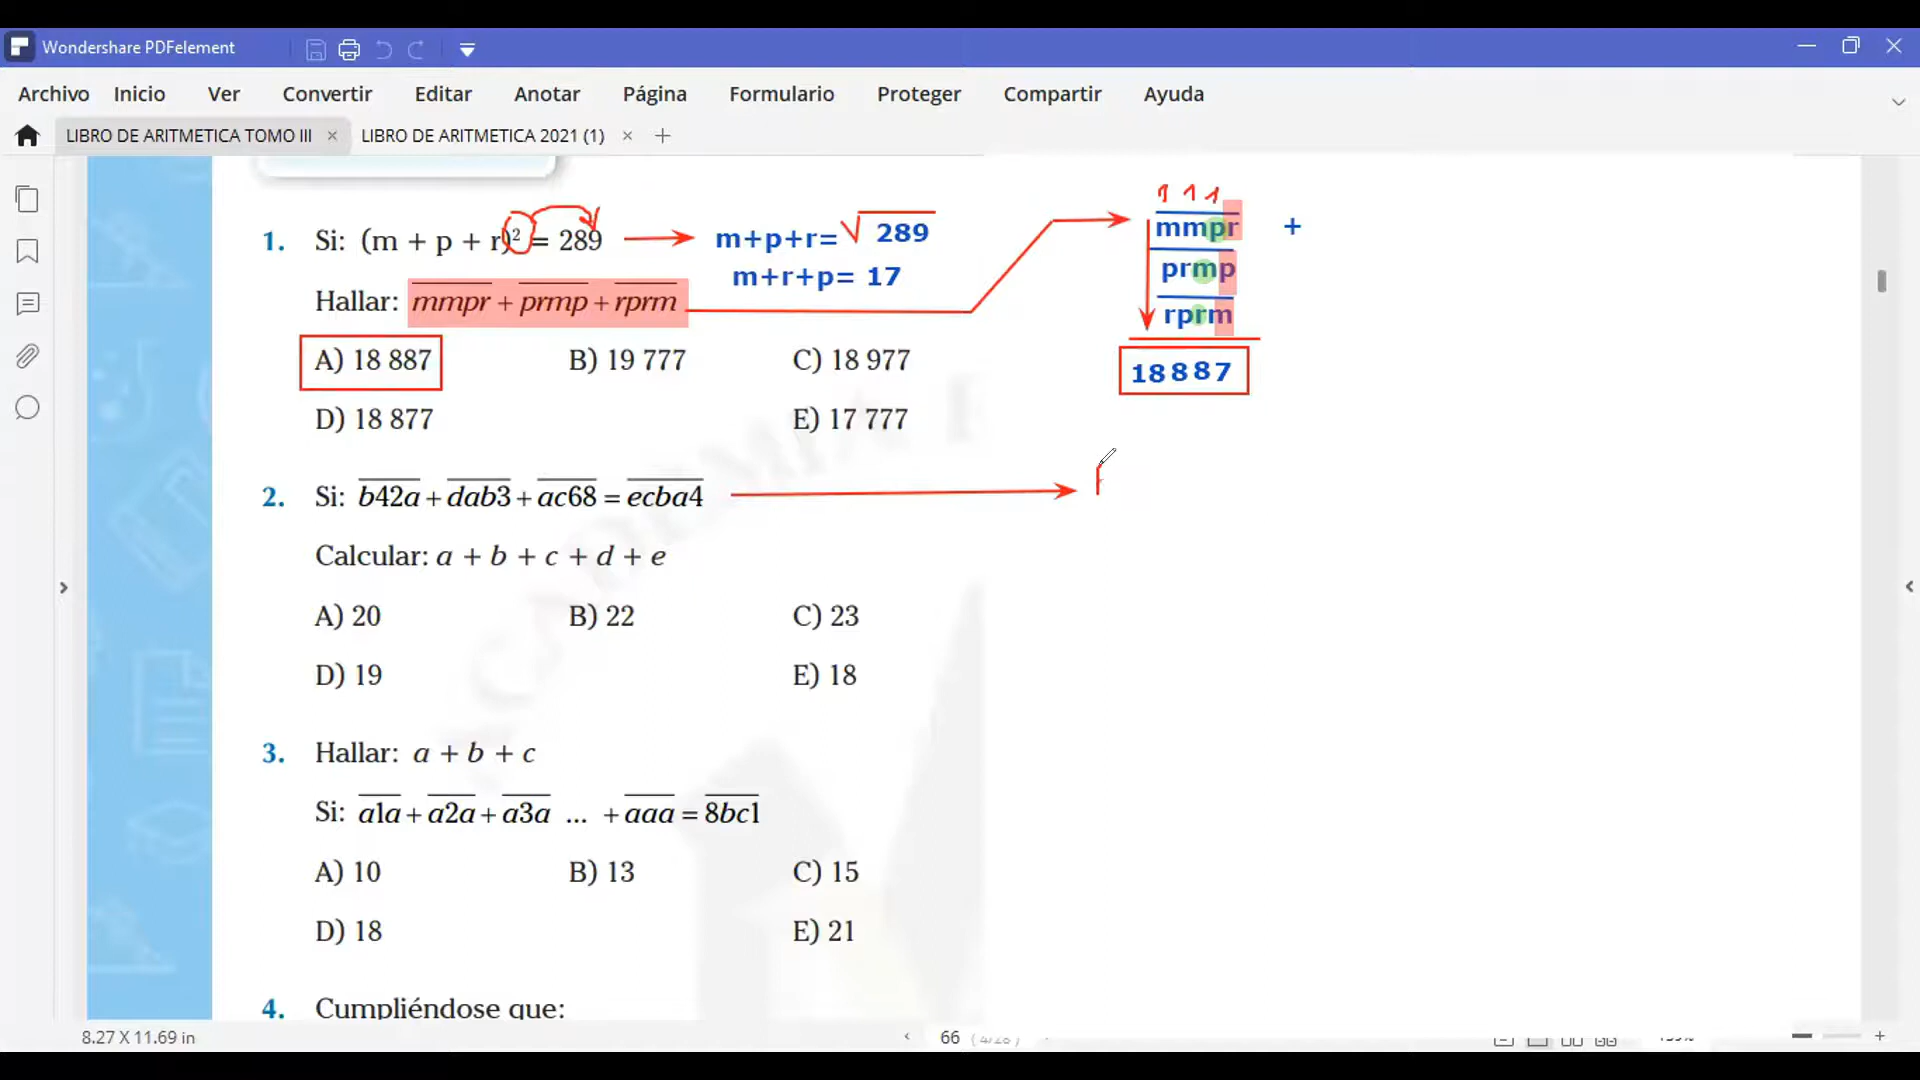 Wondershare PDFelement
Archivo Inicio Ver Convertir Editar Anotar Página Formulario Proteger Compartir Ayuda
LIBRO DE ARITMETICA TOMO III × LIBRO DE ARITMETICA 2021 (1) × +
1. Si: (m + p + r)² = 289
m+p+r= √289
m+r+p= 17
Hallar: mmpr + prmp + rprm
A) 18 887 B) 19 777 C) 18 977
D) 18 877 E) 17 777
1 1 1
mmpr +
prmp
rprm
18887
2. Si: b42a + dab3 + ac68 = ecba4
Calcular: a + b + c + d + e
A) 20 B) 22 C) 23
D) 19 E) 18
3. Hallar: a + b + c
Si: a1a + a2a + a3a ... + aaa = 8bc1
A) 10 B) 13 C) 15
D) 18 E) 21
4. Cumpliéndose que:
ACADEMIA
8.27 X 11.69 in 66